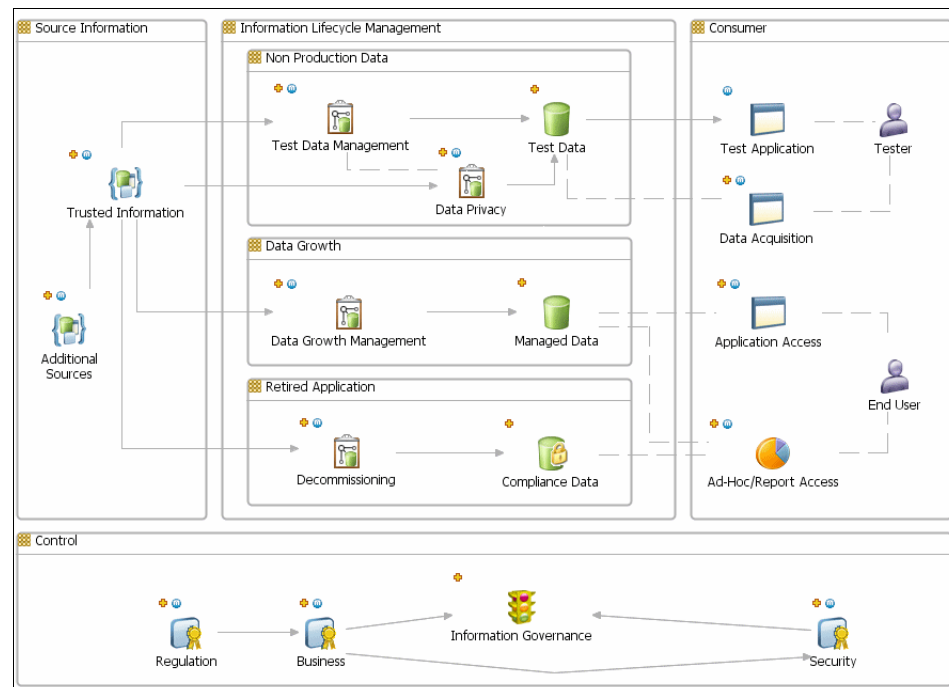 Source Information
Information Lifecycle Management
Consumer
Non Production Data
Test Data Management
Test Data
Test Application
Tester
Trusted Information
Data Privacy
Data Acquisition
Data Growth
Additional
Sources
Data Growth Management
Managed Data
Application Access
Retired Application
End User
Decommissioning
Compliance Data
Ad-Hoc/Report Access
Control
Information Governance
Regulation
Business
Security